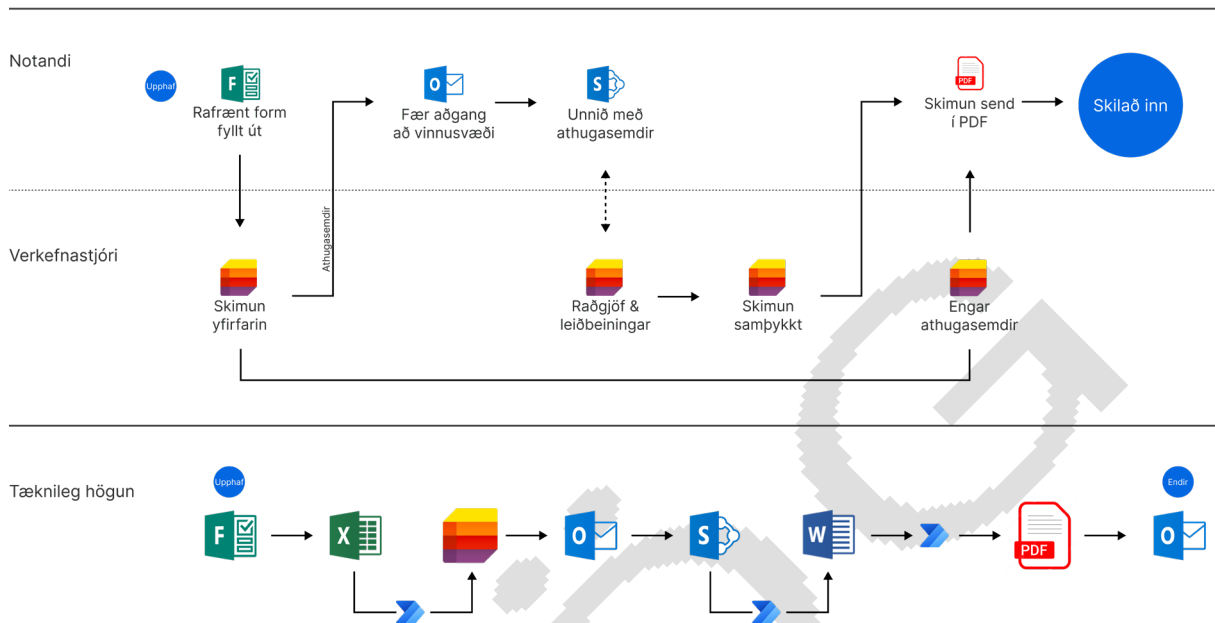 Notandi
Upphaf
F
Rafrænt form
fyllt út
O
Fær aðgang
að vinnusvæði
S
Unnið með
athugasemdir
PDF
Skimun send
í PDF
Skilað inn
Athugasemdir
Verkefnastjóri
Skimun
yfirfarin
Raðgjöf &
leiðbeiningar
Skimun
samþykkt
Engar
athugasemdir
Tæknileg högun
Upphaf
F
X
O
S
W
PDF
Endir
O